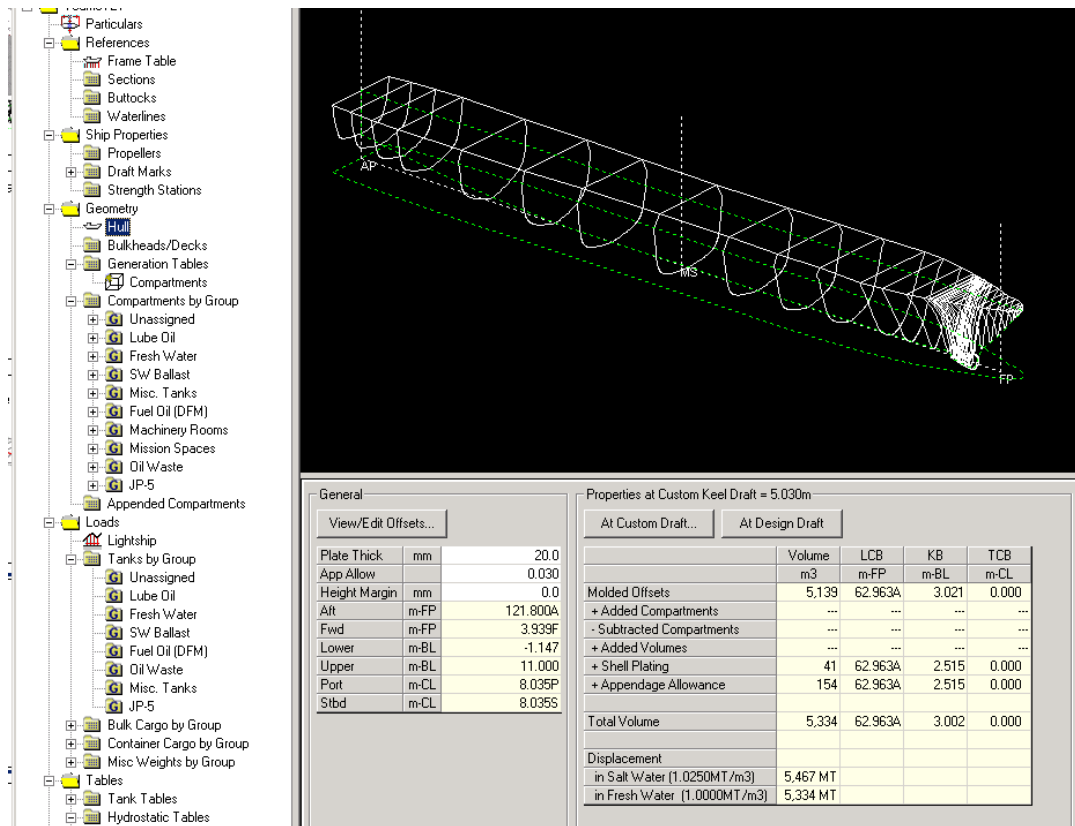 Particulars
References
Frame Table
Sections
Buttocks
Waterlines
Ship Properties
Propellers
Draft Marks
Strength Stations
Geometry
Hull
Bulkheads/Decks
Generation Tables
Compartments
Compartments by Group
G Unassigned
G Lube Oil
G Fresh Water
G SW Ballast
G Misc. Tanks
G Fuel Oil (DFM)
G Machinery Rooms
G Mission Spaces
G Oil Waste
G JP-5
Appended Compartments
Loads
Lightship
Tanks by Group
G Unassigned
G Lube Oil
G Fresh Water
G SW Ballast
G Fuel Oil (DFM)
G Oil Waste
G Misc. Tanks
G JP-5
Bulk Cargo by Group
Container Cargo by Group
Misc Weights by Group
Tables
Tank Tables
Hydrostatic Tables
AP
MS
FP
General
View/Edit Offsets...
Plate Thick mm 20.0
App Allow 0.030
Height Margin mm 0.0
Aft m-FP 121.800A
Fwd m-FP 3.939F
Lower m-BL -1.147
Upper m-BL 11.000
Port m-CL 8.035P
Stbd m-CL 8.035S
Properties at Custom Keel Draft = 5.030m
At Custom Draft... At Design Draft
Volume LCB KB TCB
m3 m-FP m-BL m-CL
Molded Offsets 5,139 62.963A 3.021 0.000
+ Added Compartments --- --- --- ---
- Subtracted Compartments --- --- --- ---
+ Added Volumes --- --- --- ---
+ Shell Plating 41 62.963A 2.515 0.000
+ Appendage Allowance 154 62.963A 2.515 0.000
Total Volume 5,334 62.963A 3.002 0.000
Displacement
in Salt Water (1.0250MT/m3) 5,467 MT
in Fresh Water (1.0000MT/m3) 5,334 MT